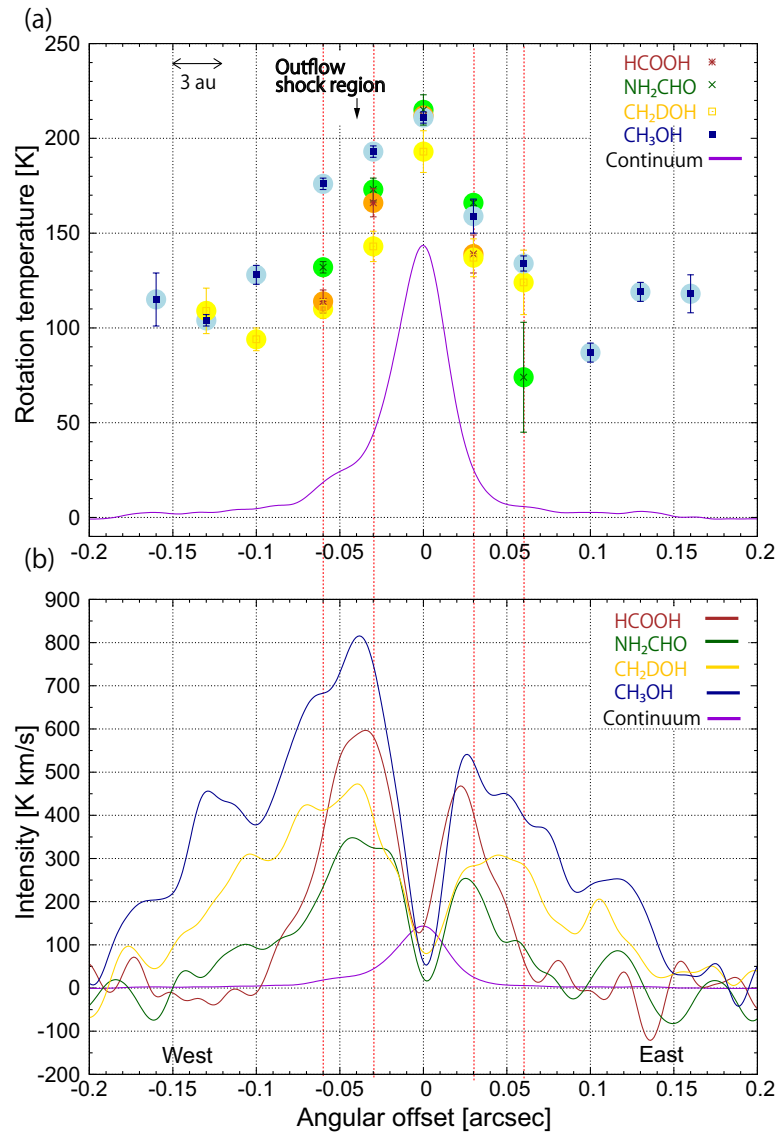 (a)
250
200
150
100
50
0
Rotation temperature [K]
3 au
Outflow
shock region
HCOOH
NH₂CHO
CH₂DOH
CH₃OH
Continuum
-0.2
-0.15
-0.1
-0.05
0
0.05
0.1
0.15
0.2
(b)
900
800
700
600
500
400
300
200
100
0
-100
-200
Intensity [K km/s]
HCOOH
NH₂CHO
CH₂DOH
CH₃OH
Continuum
West
East
-0.2
-0.15
-0.1
-0.05
0
0.05
0.1
0.15
0.2
Angular offset [arcsec]